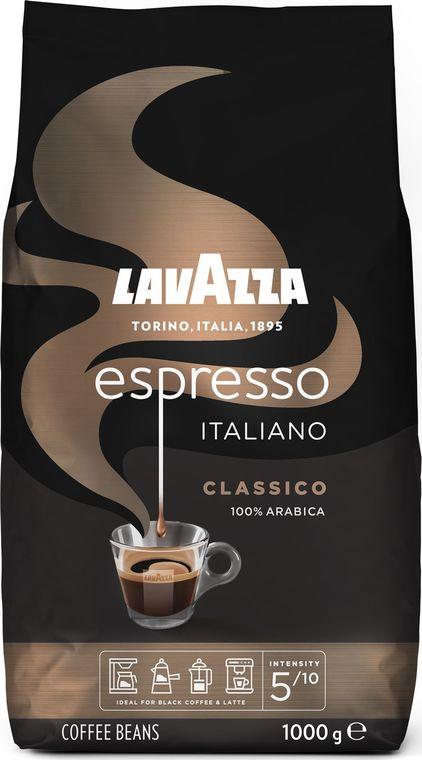 LAVAZZA
TORINO, ITALIA, 1895
espresso
ITALIANO
CLASSICO
100% ARABICA
LAVAZZA
INTENSITY
5/10
IDEAL FOR BLACK COFFEE & LATTE
COFFEE BEANS
1000 g ℮